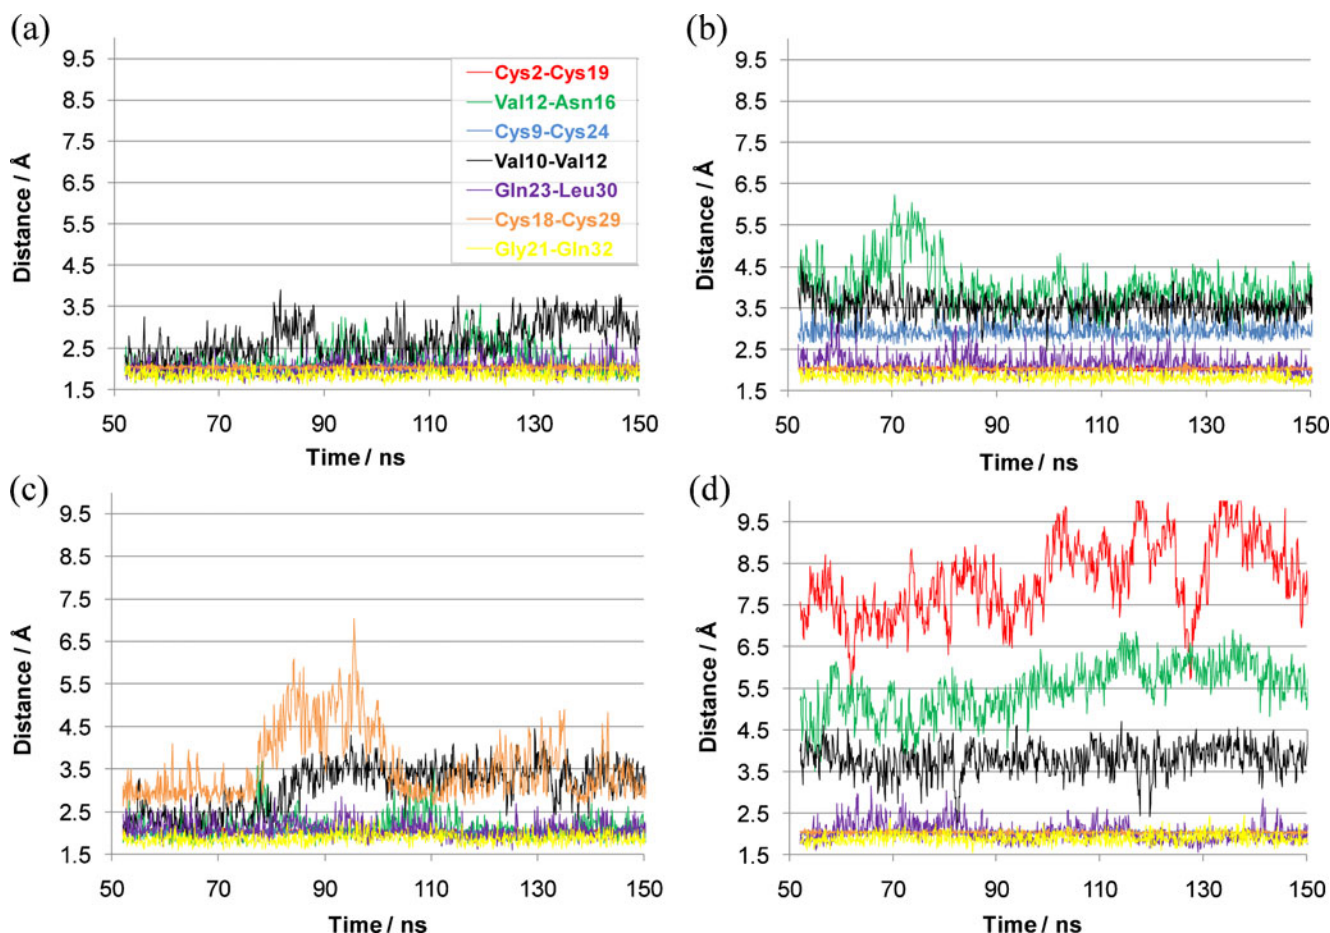 (a)
9.5
8.5
7.5
6.5
5.5
4.5
3.5
2.5
1.5
Distance / Å
Cys2-Cys19
Val12-Asn16
Cys9-Cys24
Val10-Val12
Gln23-Leu30
Cys18-Cys29
Gly21-Gln32
50 70 90 110 130 150
Time / ns
(b)
9.5
8.5
7.5
6.5
5.5
4.5
3.5
2.5
1.5
Distance / Å
50 70 90 110 130 150
Time / ns
(c)
9.5
8.5
7.5
6.5
5.5
4.5
3.5
2.5
1.5
Distance / Å
50 70 90 110 130 150
Time / ns
(d)
9.5
8.5
7.5
6.5
5.5
4.5
3.5
2.5
1.5
Distance / Å
50 70 90 110 130 150
Time / ns